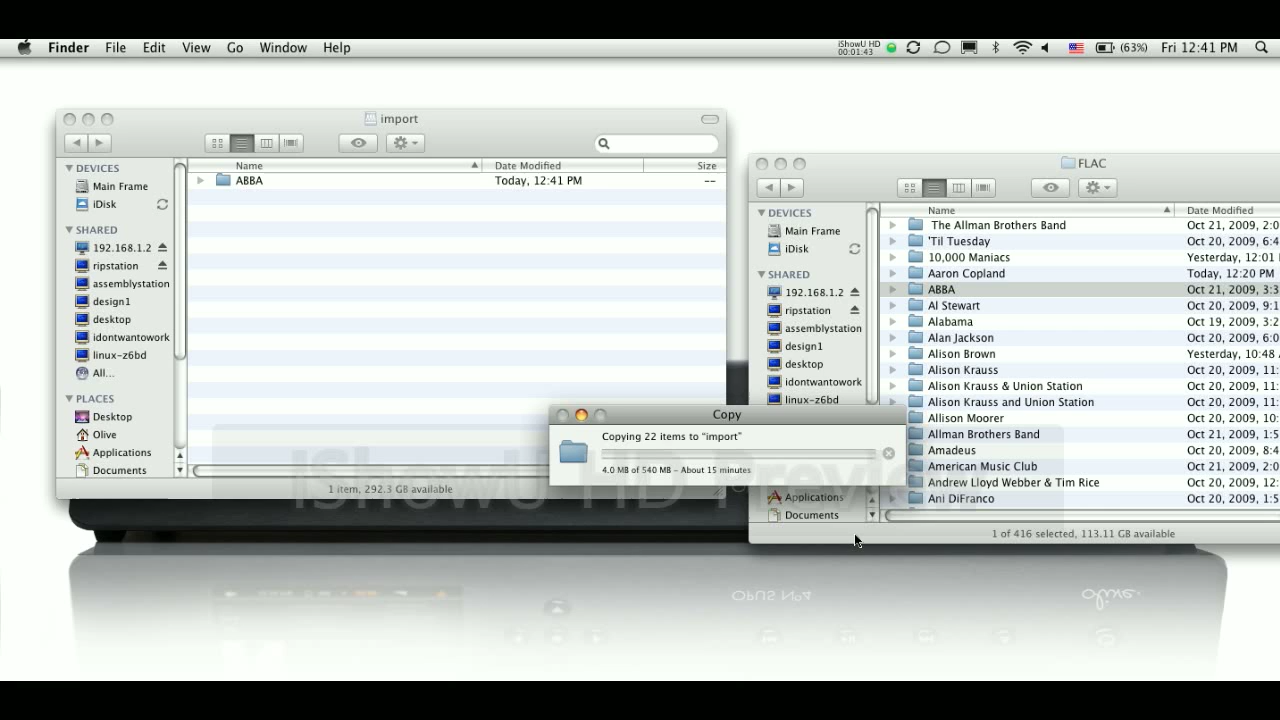 Finder File Edit View Go Window Help iShowU HD 00:01:43 (63%) Fri 12:41 PM
import
Name Date Modified Size
DEVICES
Main Frame
iDisk
SHARED
192.168.1.2
ripstation
assemblystation
design1
desktop
idontwantowork
linux-z6bd
All...
PLACES
Desktop
Olive
Applications
Documents
ABBA Today, 12:41 PM --
1 item, 292.3 GB available
FLAC
Name Date Modified
DEVICES
Main Frame
iDisk
SHARED
192.168.1.2
ripstation
assemblystation
design1
desktop
idontwantowork
linux-z6bd
Applications
Documents
The Allman Brothers Band Oct 21, 2009, 2:0
'Til Tuesday Oct 20, 2009, 6:4
10,000 Maniacs Yesterday, 12:01
Aaron Copland Today, 12:20 PM
ABBA Oct 21, 2009, 3:3
Al Stewart Oct 20, 2009, 9:1
Alabama Oct 19, 2009, 3:2
Alan Jackson Oct 20, 2009, 6:0
Alison Brown Yesterday, 10:48
Alison Krauss Oct 20, 2009, 11:
Alison Krauss & Union Station Oct 20, 2009, 11:
Alison Krauss and Union Station Oct 20, 2009, 11:
Allison Moorer Oct 20, 2009, 10:
Allman Brothers Band Oct 21, 2009, 1:5
Amadeus Oct 20, 2009, 8:4
American Music Club Oct 21, 2009, 2:0
Andrew Lloyd Webber & Tim Rice Oct 20, 2009, 12:
Ani DiFranco Oct 20, 2009, 1:5
1 of 416 selected, 113.11 GB available
Copy
Copying 22 items to "import"
4.0 MB of 540 MB - About 15 minutes
iShowU HD Preview
OPUS Nº4
olive.